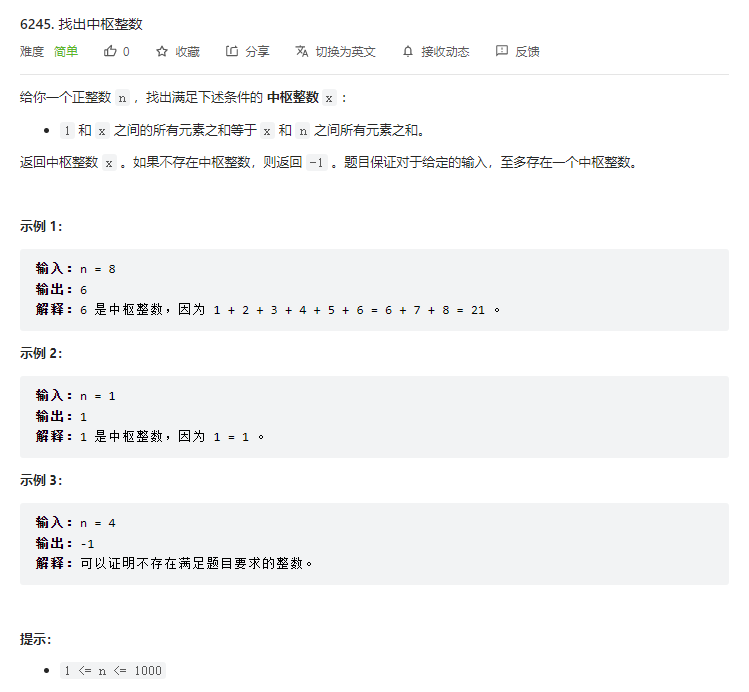 6245. 找出中枢整数
难度 简单 0 收藏 分享 切换为英文 接收动态 反馈
给你一个正整数 n ，找出满足下述条件的 中枢整数 x ：
1 和 x 之间的所有元素之和等于 x 和 n 之间所有元素之和。
返回中枢整数 x 。如果不存在中枢整数，则返回 -1 。题目保证对于给定的输入，至多存在一个中枢整数。
示例 1：
输入：n = 8
输出：6
解释：6 是中枢整数，因为 1 + 2 + 3 + 4 + 5 + 6 = 6 + 7 + 8 = 21 。
示例 2：
输入：n = 1
输出：1
解释：1 是中枢整数，因为 1 = 1 。
示例 3：
输入：n = 4
输出：-1
解释：可以证明不存在满足题目要求的整数。
提示：
1 <= n <= 1000